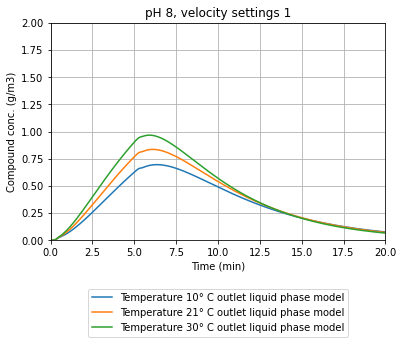 pH 8, velocity settings 1
Compound conc. (g/m3)
2.00
1.75
1.50
1.25
1.00
0.75
0.50
0.25
0.00
0.0 2.5 5.0 7.5 10.0 12.5 15.0 17.5 20.0
Time (min)
Temperature 10° C outlet liquid phase model
Temperature 21° C outlet liquid phase model
Temperature 30° C outlet liquid phase model